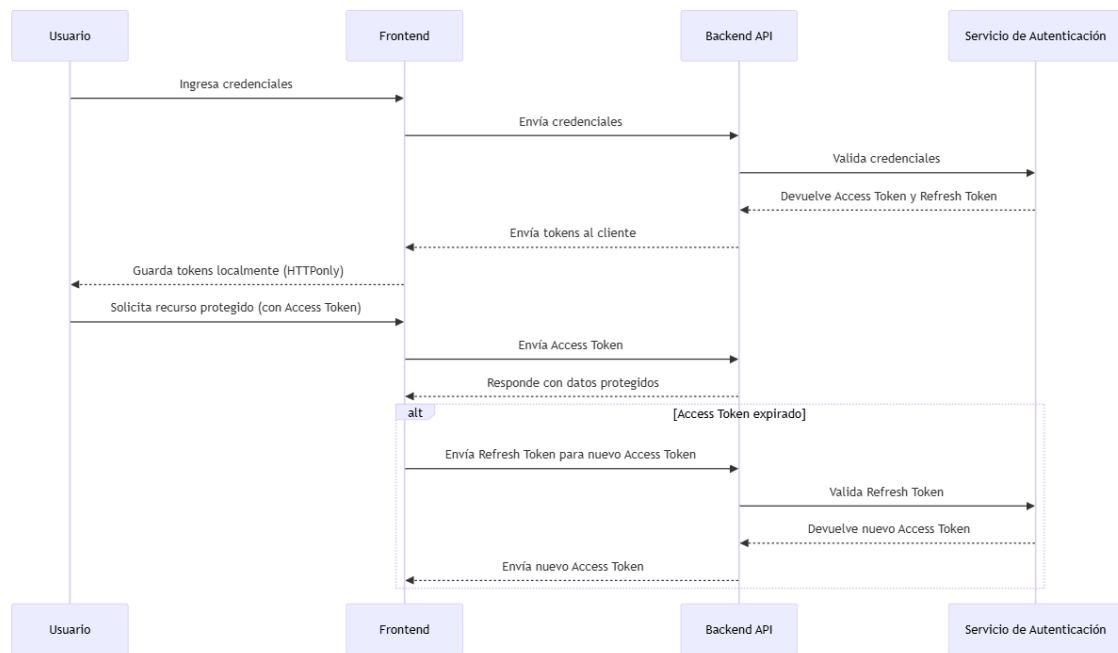 Usuario
Frontend
Backend API
Servicio de Autenticación
Ingresa credenciales
Envía credenciales
Valida credenciales
Devuelve Access Token y Refresh Token
Envía tokens al cliente
Guarda tokens localmente (HTTPonly)
Solicita recurso protegido (con Access Token)
Envía Access Token
Responde con datos protegidos
alt
[Access Token expirado]
Envía Refresh Token para nuevo Access Token
Valida Refresh Token
Devuelve nuevo Access Token
Envía nuevo Access Token
Usuario
Frontend
Backend API
Servicio de Autenticación